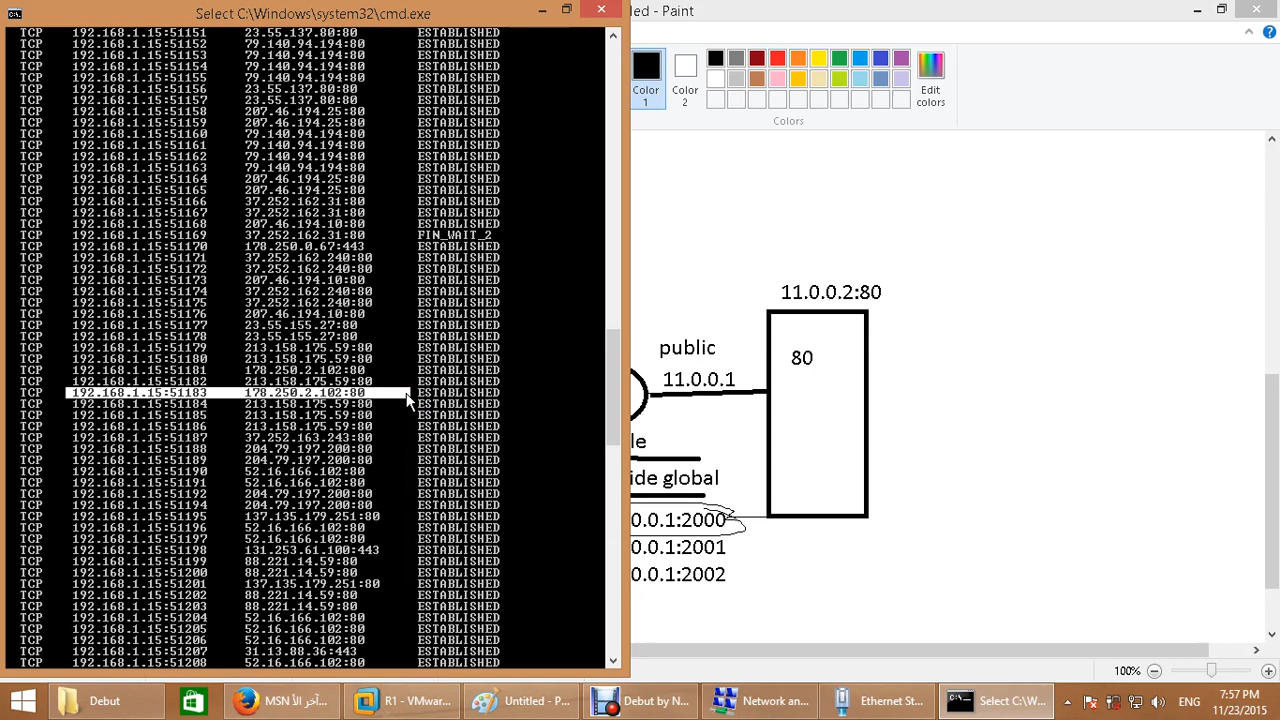 Select C:\Windows\system32\cmd.exe
TCP 192.168.1.15:51151 23.55.137.80:80 ESTABLISHED
TCP 192.168.1.15:51152 79.140.94.194:80 ESTABLISHED
TCP 192.168.1.15:51153 79.140.94.194:80 ESTABLISHED
TCP 192.168.1.15:51154 79.140.94.194:80 ESTABLISHED
TCP 192.168.1.15:51155 79.140.94.194:80 ESTABLISHED
TCP 192.168.1.15:51156 23.55.137.80:80 ESTABLISHED
TCP 192.168.1.15:51157 23.55.137.80:80 ESTABLISHED
TCP 192.168.1.15:51158 207.46.194.25:80 ESTABLISHED
TCP 192.168.1.15:51159 207.46.194.25:80 ESTABLISHED
TCP 192.168.1.15:51160 79.140.94.194:80 ESTABLISHED
TCP 192.168.1.15:51161 79.140.94.194:80 ESTABLISHED
TCP 192.168.1.15:51162 79.140.94.194:80 ESTABLISHED
TCP 192.168.1.15:51163 79.140.94.194:80 ESTABLISHED
TCP 192.168.1.15:51164 207.46.194.25:80 ESTABLISHED
TCP 192.168.1.15:51165 207.46.194.25:80 ESTABLISHED
TCP 192.168.1.15:51166 37.252.162.31:80 ESTABLISHED
TCP 192.168.1.15:51167 37.252.162.31:80 ESTABLISHED
TCP 192.168.1.15:51168 207.46.194.10:80 ESTABLISHED
TCP 192.168.1.15:51169 37.252.162.31:80 FIN_WAIT_2
TCP 192.168.1.15:51170 178.250.0.67:443 ESTABLISHED
TCP 192.168.1.15:51171 37.252.162.240:80 ESTABLISHED
TCP 192.168.1.15:51172 37.252.162.240:80 ESTABLISHED
TCP 192.168.1.15:51173 207.46.194.10:80 ESTABLISHED
TCP 192.168.1.15:51174 37.252.162.240:80 ESTABLISHED
TCP 192.168.1.15:51175 37.252.162.240:80 ESTABLISHED
TCP 192.168.1.15:51176 207.46.194.10:80 ESTABLISHED
TCP 192.168.1.15:51177 23.55.155.27:80 ESTABLISHED
TCP 192.168.1.15:51178 23.55.155.27:80 ESTABLISHED
TCP 192.168.1.15:51179 213.158.175.59:80 ESTABLISHED
TCP 192.168.1.15:51180 213.158.175.59:80 ESTABLISHED
TCP 192.168.1.15:51181 178.250.2.102:80 ESTABLISHED
TCP 192.168.1.15:51182 213.158.175.59:80 ESTABLISHED
TCP 192.168.1.15:51183 178.250.2.102:80 ESTABLISHED
TCP 192.168.1.15:51184 213.158.175.59:80 ESTABLISHED
TCP 192.168.1.15:51185 213.158.175.59:80 ESTABLISHED
TCP 192.168.1.15:51186 213.158.175.59:80 ESTABLISHED
TCP 192.168.1.15:51187 37.252.163.243:80 ESTABLISHED
TCP 192.168.1.15:51188 204.79.197.200:80 ESTABLISHED
TCP 192.168.1.15:51189 204.79.197.200:80 ESTABLISHED
TCP 192.168.1.15:51190 52.16.166.102:80 ESTABLISHED
TCP 192.168.1.15:51191 52.16.166.102:80 ESTABLISHED
TCP 192.168.1.15:51192 204.79.197.200:80 ESTABLISHED
TCP 192.168.1.15:51194 204.79.197.200:80 ESTABLISHED
TCP 192.168.1.15:51195 137.135.179.251:80 ESTABLISHED
TCP 192.168.1.15:51196 52.16.166.102:80 ESTABLISHED
TCP 192.168.1.15:51197 52.16.166.102:80 ESTABLISHED
TCP 192.168.1.15:51198 131.253.61.100:443 ESTABLISHED
TCP 192.168.1.15:51199 88.221.14.59:80 ESTABLISHED
TCP 192.168.1.15:51200 88.221.14.59:80 ESTABLISHED
TCP 192.168.1.15:51201 137.135.179.251:80 ESTABLISHED
TCP 192.168.1.15:51202 88.221.14.59:80 ESTABLISHED
TCP 192.168.1.15:51203 88.221.14.59:80 ESTABLISHED
TCP 192.168.1.15:51204 52.16.166.102:80 ESTABLISHED
TCP 192.168.1.15:51205 52.16.166.102:80 ESTABLISHED
TCP 192.168.1.15:51206 52.16.166.102:80 ESTABLISHED
TCP 192.168.1.15:51207 31.13.88.36:443 ESTABLISHED
TCP 192.168.1.15:51208 52.16.166.102:80 ESTABLISHED
led - Paint
Color 1
Color 2
Edit colors
Colors
11.0.0.2:80
public
80
11.0.0.1
le
ide global
0.0.1:2000
0.0.1:2001
0.0.1:2002
100%
Debut
آخر الأ MSN...
R1 - VMwar...
Untitled - P...
Debut by N...
Network an...
Ethernet St...
Select C:\W...
ENG
7:57 PM
11/23/2015